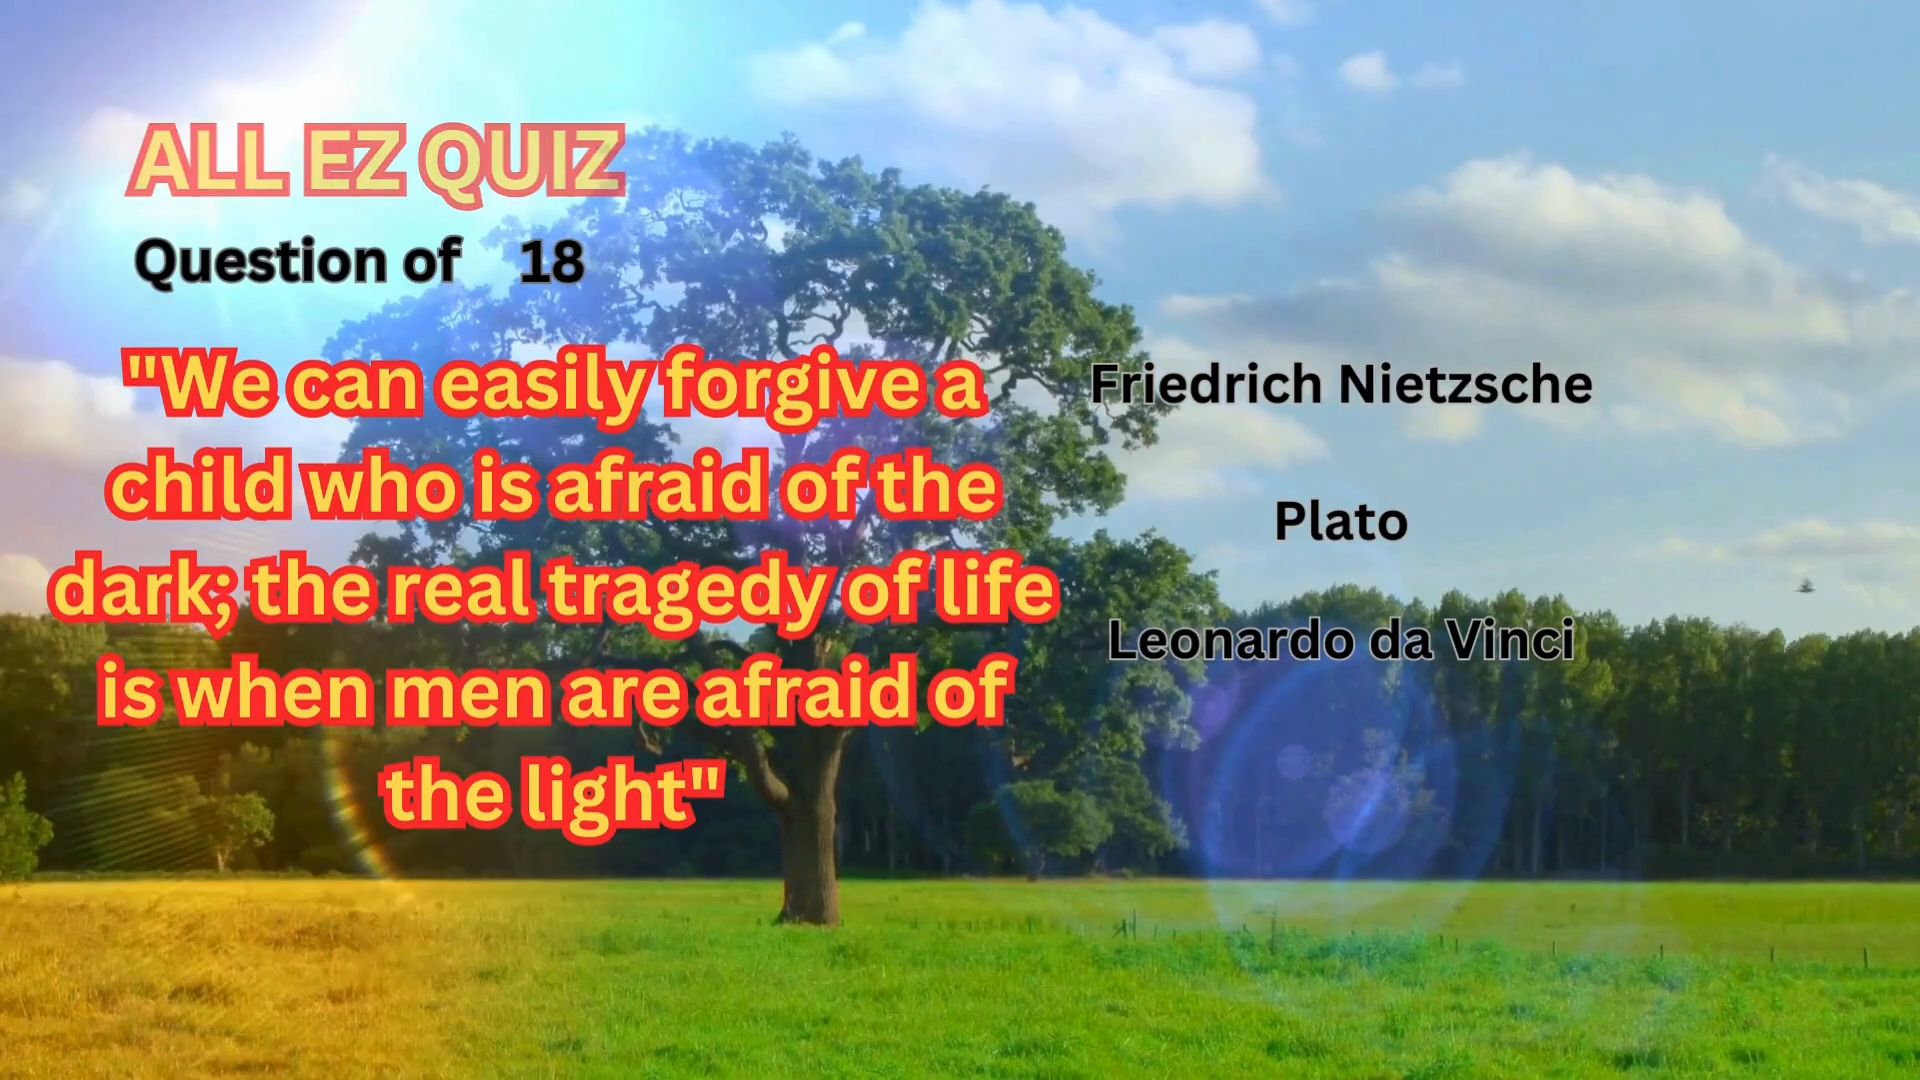 ALL EZ QUIZ
Question of 18
"We can easily forgive a
child who is afraid of the
dark; the real tragedy of life
is when men are afraid of
the light"
Friedrich Nietzsche
Plato
Leonardo da Vinci